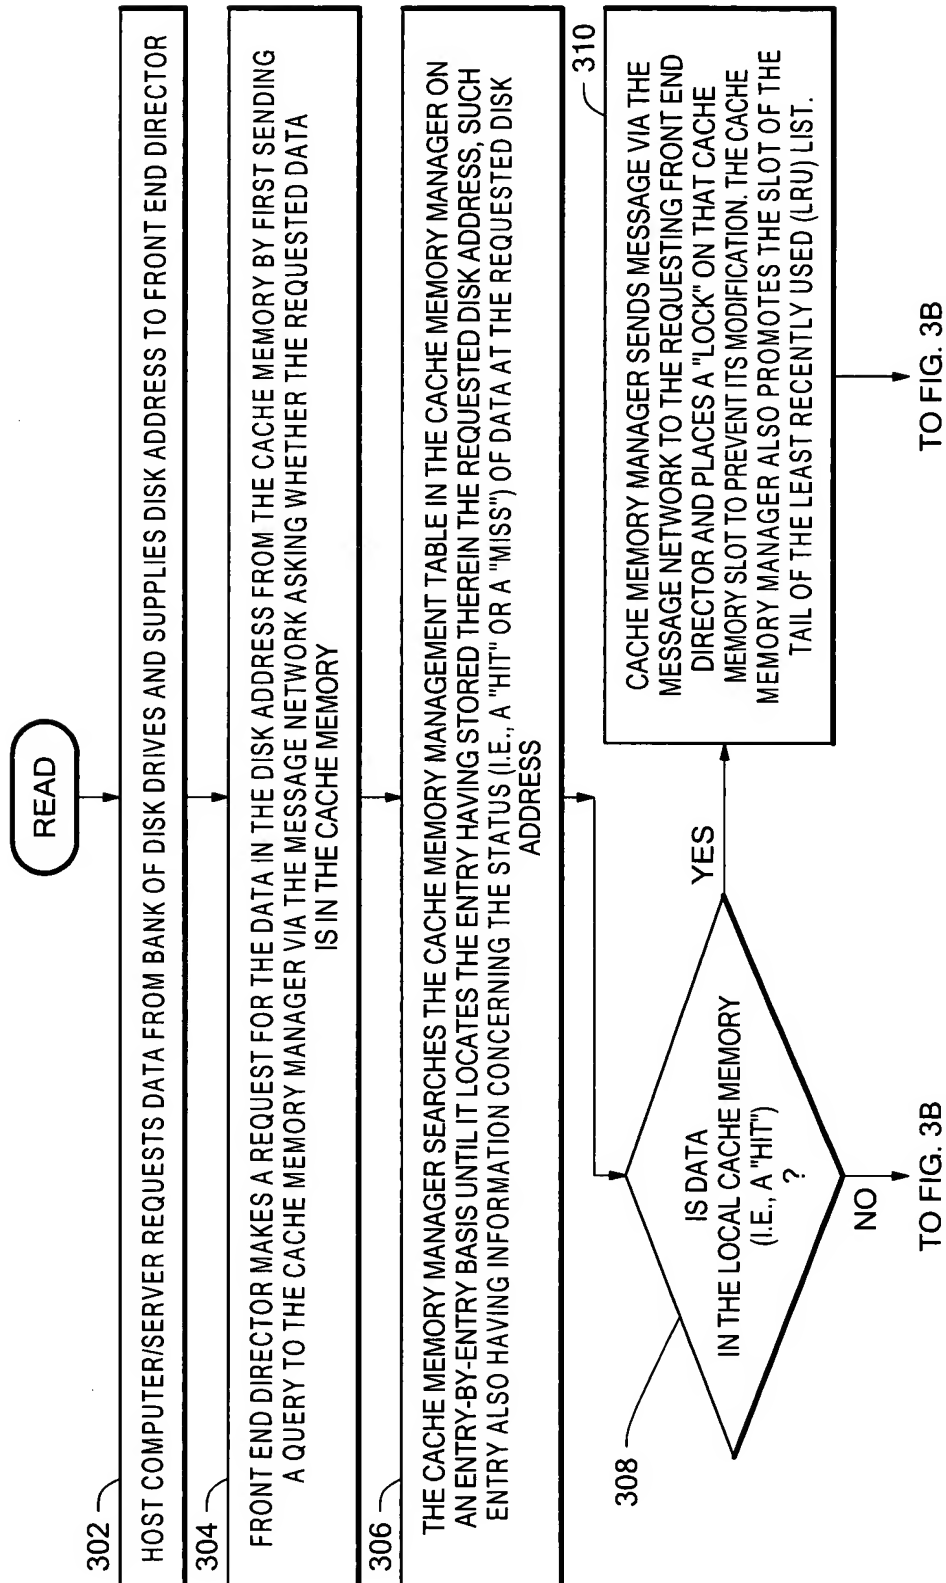 READ
302
HOST COMPUTER/SERVER REQUESTS DATA FROM BANK OF DISK DRIVES AND SUPPLIES DISK ADDRESS TO FRONT END DIRECTOR
304
FRONT END DIRECTOR MAKES A REQUEST FOR THE DATA IN THE DISK ADDRESS FROM THE CACHE MEMORY BY FIRST SENDING
A QUERY TO THE CACHE MEMORY MANAGER VIA THE MESSAGE NETWORK ASKING WHETHER THE REQUESTED DATA
IS IN THE CACHE MEMORY
306
THE CACHE MEMORY MANAGER SEARCHES THE CACHE MEMORY MANAGEMENT TABLE IN THE CACHE MEMORY MANAGER ON
AN ENTRY-BY-ENTRY BASIS UNTIL IT LOCATES THE ENTRY HAVING STORED THEREIN THE REQUESTED DISK ADDRESS, SUCH
ENTRY ALSO HAVING INFORMATION CONCERNING THE STATUS (I.E., A "HIT" OR A "MISS") OF DATA AT THE REQUESTED DISK
ADDRESS
308
IS DATA
IN THE LOCAL CACHE MEMORY
(I.E., A "HIT")
?
YES
NO
TO FIG. 3B
310
CACHE MEMORY MANAGER SENDS MESSAGE VIA THE
MESSAGE NETWORK TO THE REQUESTING FRONT END
DIRECTOR AND PLACES A "LOCK" ON THAT CACHE
MEMORY SLOT TO PREVENT ITS MODIFICATION. THE CACHE
MEMORY MANAGER ALSO PROMOTES THE SLOT OF THE
TAIL OF THE LEAST RECENTLY USED (LRU) LIST.
TO FIG. 3B